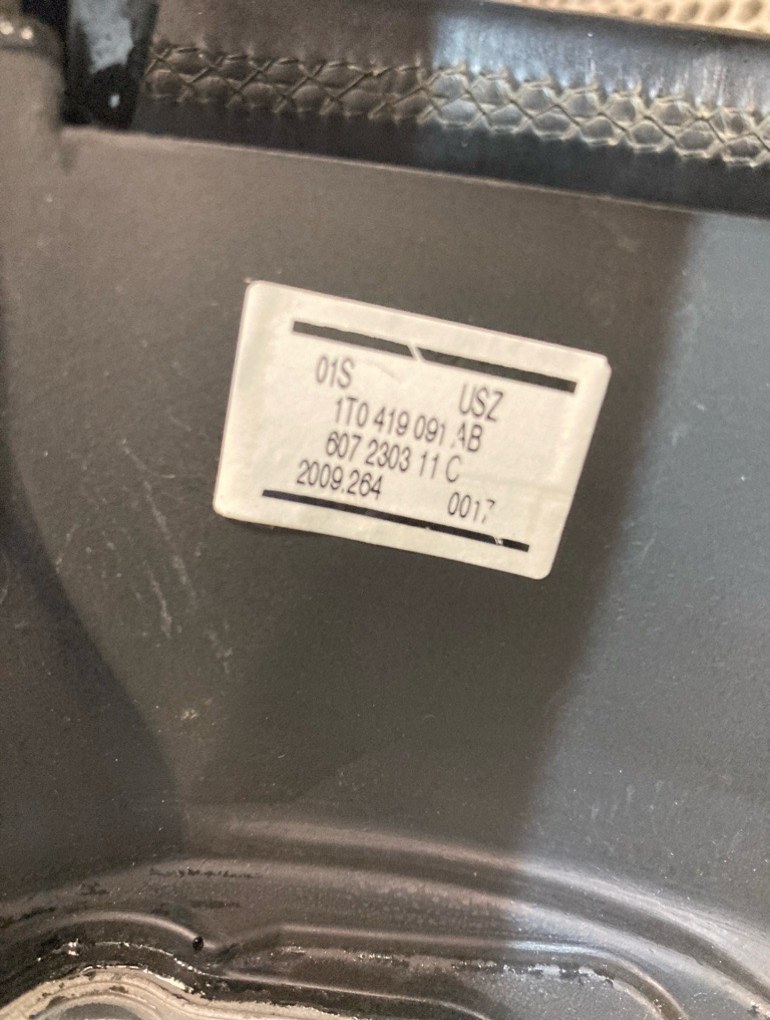 01S USZ
1T0 419 091 AB
607 2303 11 C
2009.264 0017